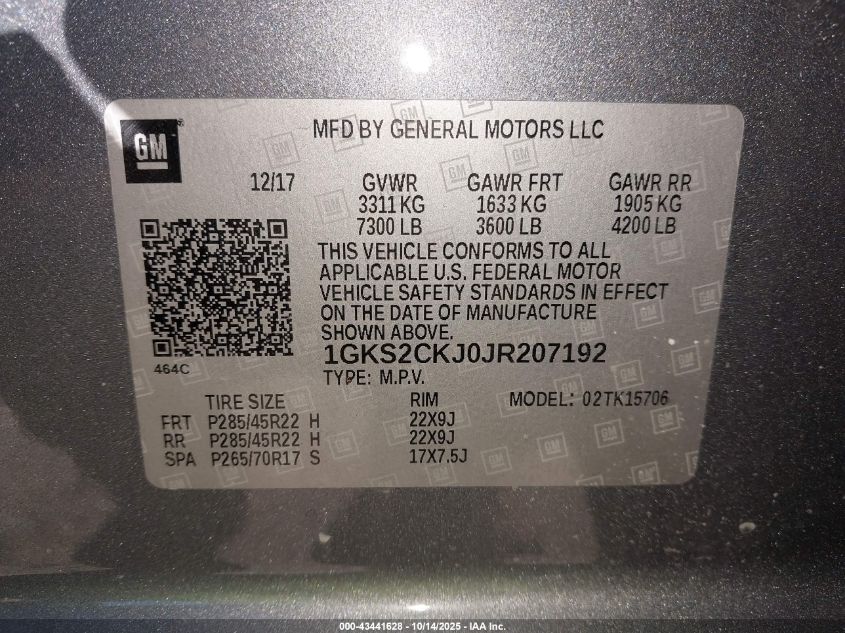 GM
MFD BY GENERAL MOTORS LLC
12/17 GVWR GAWR FRT GAWR RR
3311 KG 1633 KG 1905 KG
7300 LB 3600 LB 4200 LB
THIS VEHICLE CONFORMS TO ALL
APPLICABLE U.S. FEDERAL MOTOR
VEHICLE SAFETY STANDARDS IN EFFECT
ON THE DATE OF MANUFACTURE
SHOWN ABOVE.
1GKS2CKJ0JR207192
464C
TYPE: M.P.V.
TIRE SIZE RIM MODEL: 02TK15706
FRT P285/45R22 H 22X9J
RR P285/45R22 H 22X9J
SPA P265/70R17 S 17X7.5J
000-43441628 - 10/14/2025 - IAA Inc.